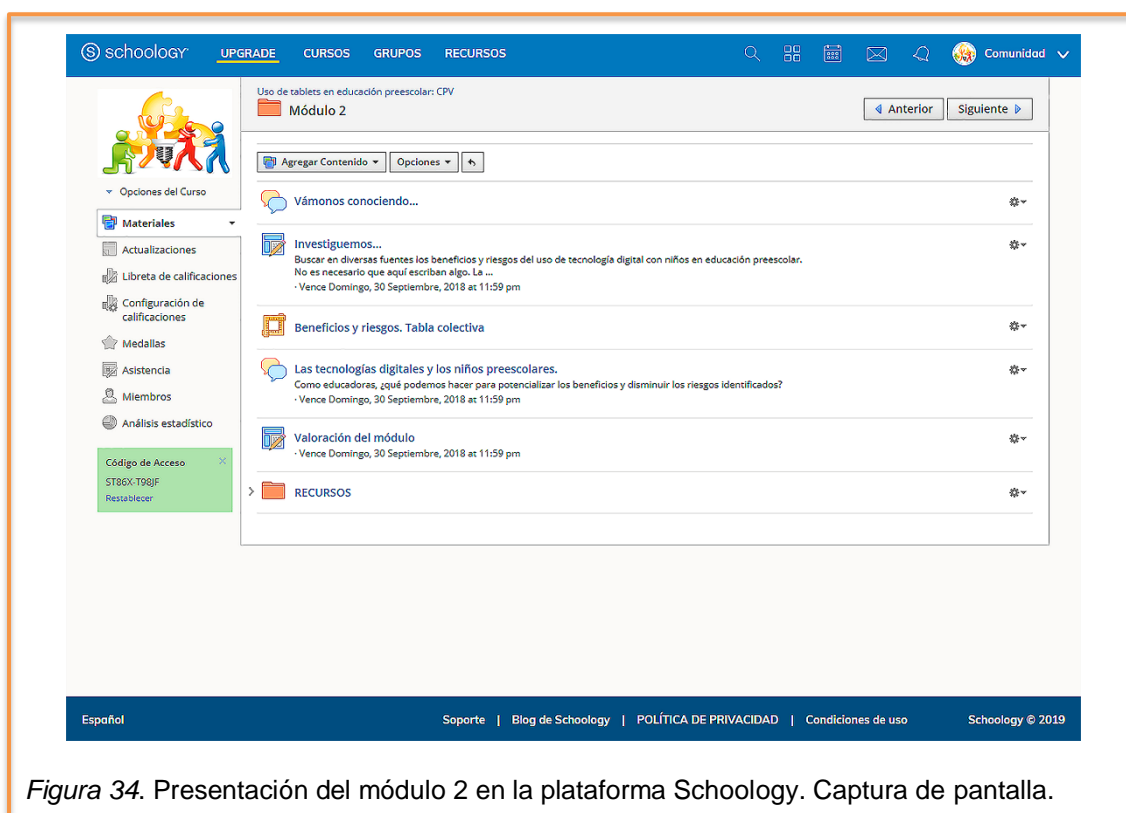 schoology UPGRADE CURSOS GRUPOS RECURSOS Comunidad
Uso de tablets en educación preescolar: CPV
Módulo 2
Anterior Siguiente
Opciones del Curso
Materiales
Actualizaciones
Libreta de calificaciones
Configuración de
calificaciones
Medallas
Asistencia
Miembros
Análisis estadístico
Código de Acceso
ST86X-T98JF
Restablecer
Agregar Contenido Opciones
Vámonos conociendo...
Investiguemos...
Buscar en diversas fuentes los beneficios y riesgos del uso de tecnología digital con niños en educación preescolar.
No es necesario que aquí escriban algo. La ...
· Vence Domingo, 30 Septiembre, 2018 at 11:59 pm
Beneficios y riesgos. Tabla colectiva
Las tecnologías digitales y los niños preescolares.
Como educadoras, ¿qué podemos hacer para potencializar los beneficios y disminuir los riesgos identificados?
· Vence Domingo, 30 Septiembre, 2018 at 11:59 pm
Valoración del módulo
· Vence Domingo, 30 Septiembre, 2018 at 11:59 pm
RECURSOS
Español Soporte | Blog de Schoology | POLÍTICA DE PRIVACIDAD | Condiciones de uso Schoology © 2019
Figura 34. Presentación del módulo 2 en la plataforma Schoology. Captura de pantalla.